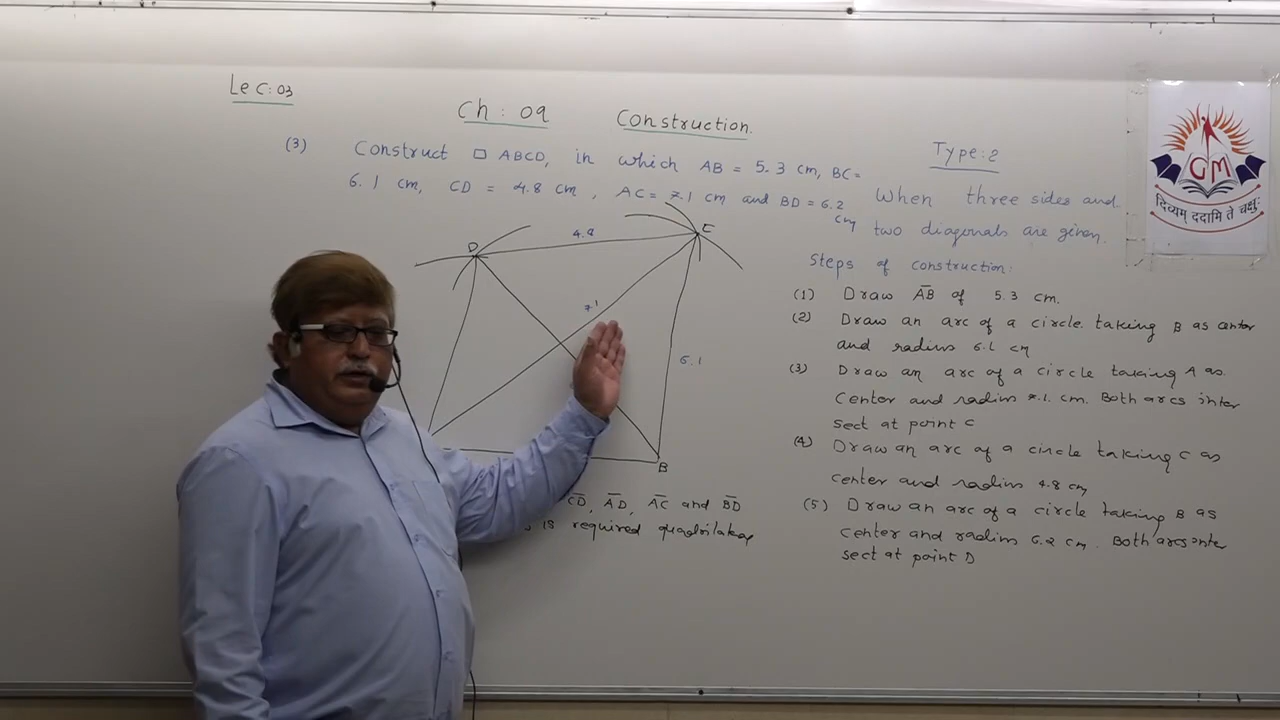 Lec:03
Ch: 09 Construction.
(3) Construct □ ABCD, in which AB = 5.3 cm, BC=
6.1 cm, CD = 4.8 cm, AC= 7.1 cm and BD = 6.2
cm
Type:2
When three sides and
two diagonals are given.
Steps of construction:
(1) Draw AB of 5.3 cm.
(2) Draw an arc of a circle taking B as center
and radius 6.1 cm
(3) Draw an arc of a circle taking A as
center and radius 7.1 cm. Both arcs inter
sect at point C
(4) Draw an arc of a circle taking C as
center and radius 4.8 cm
(5) Draw an arc of a circle taking B as
center and radius 6.2 cm. Both arcs inter
sect at point D
D
4.8
C
7.1
6.1
B
CD, AD, AC and BD
is required quadrilateral
GM
दिव्यम् ददामि ते चक्षुः